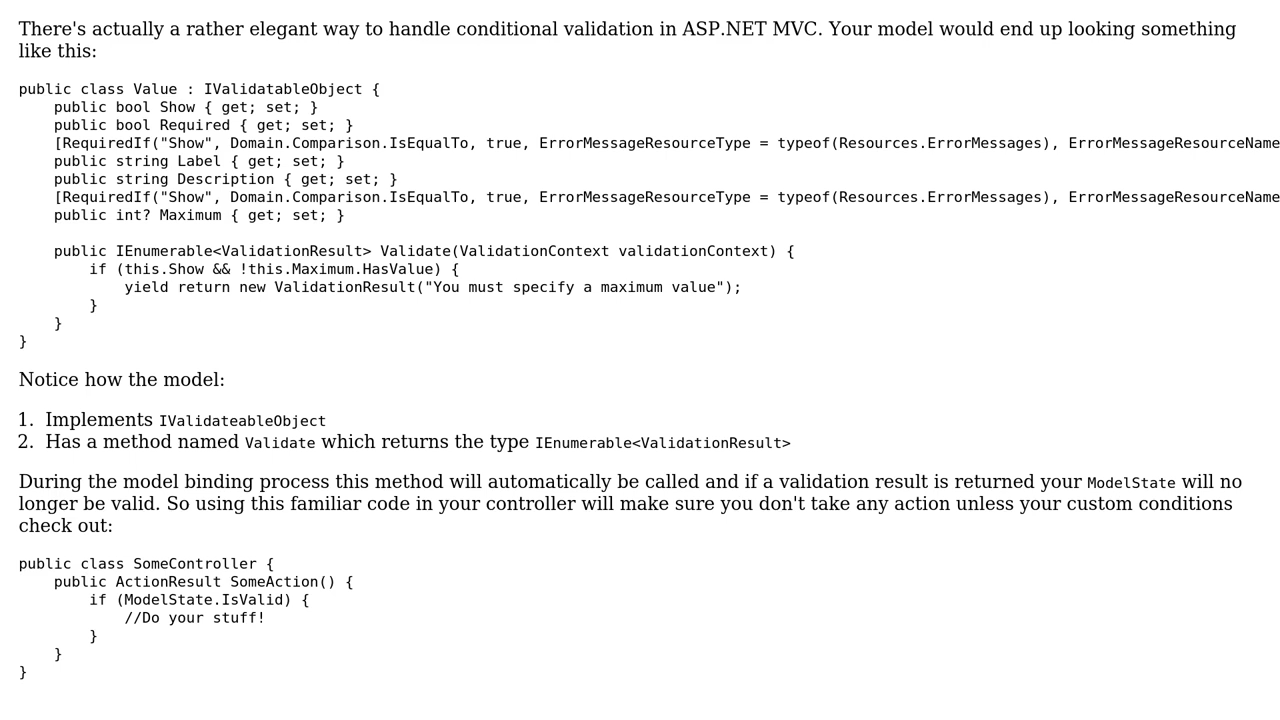 There's actually a rather elegant way to handle conditional validation in ASP.NET MVC. Your model would end up looking something
like this:
public class Value : IValidatableObject {
    public bool Show { get; set; }
    public bool Required { get; set; }
    [RequiredIf("Show", Domain.Comparison.IsEqualTo, true, ErrorMessageResourceType = typeof(Resources.ErrorMessages), ErrorMessageResourceName
    public string Label { get; set; }
    public string Description { get; set; }
    [RequiredIf("Show", Domain.Comparison.IsEqualTo, true, ErrorMessageResourceType = typeof(Resources.ErrorMessages), ErrorMessageResourceName
    public int? Maximum { get; set; }
    public IEnumerable<ValidationResult> Validate(ValidationContext validationContext) {
        if (this.Show && !this.Maximum.HasValue) {
            yield return new ValidationResult("You must specify a maximum value");
        }
    }
}
Notice how the model:
1. Implements IValidateableObject
2. Has a method named Validate which returns the type IEnumerable<ValidationResult>
During the model binding process this method will automatically be called and if a validation result is returned your ModelState will no
longer be valid. So using this familiar code in your controller will make sure you don't take any action unless your custom conditions
check out:
public class SomeController {
    public ActionResult SomeAction() {
        if (ModelState.IsValid) {
            //Do your stuff!
        }
    }
}